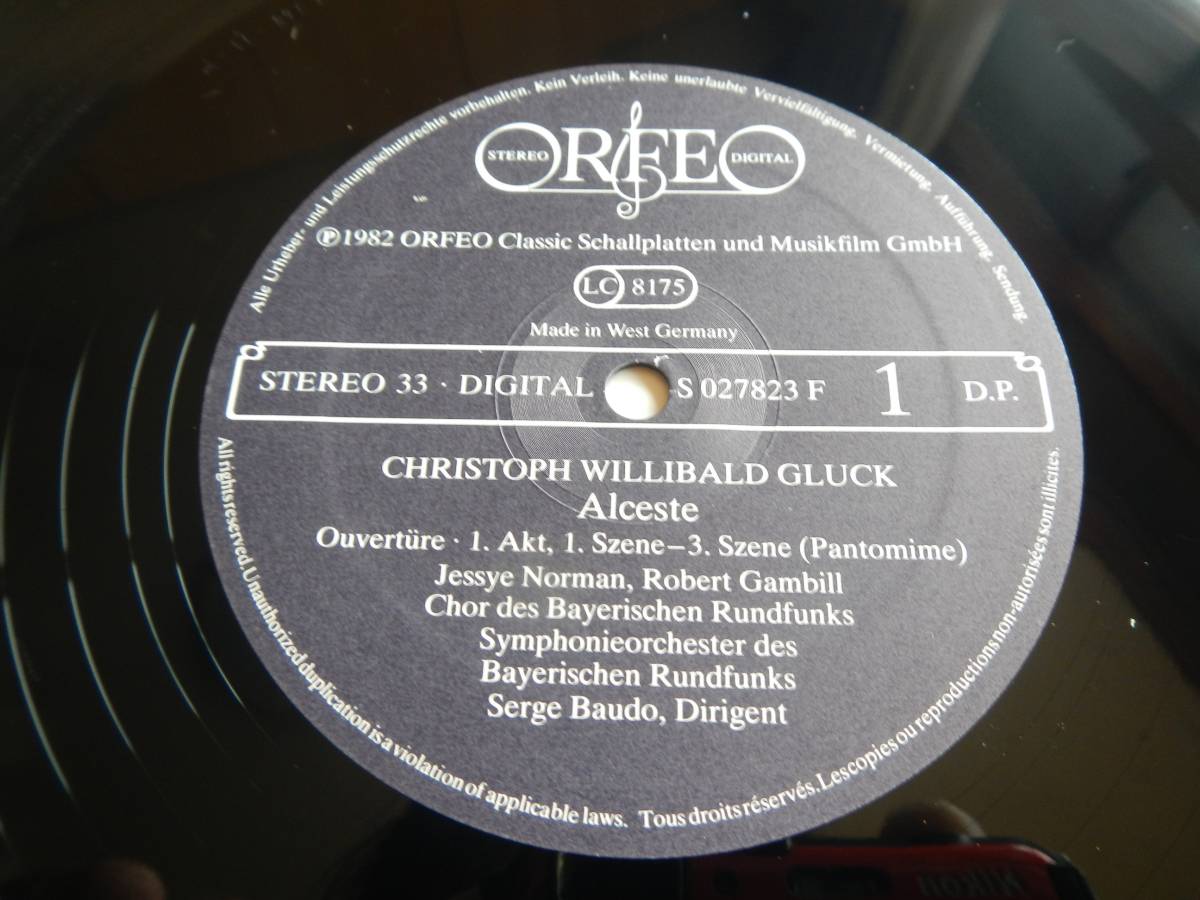 Alle Urheber- und Leistungsschutzrechte vorbehalten. Kein Verleih. Keine unerlaubte Vervielfältigung, Vermietung, Aufführung, Sendung.
STEREO ORFEO DIGITAL
℗1982 ORFEO Classic Schallplatten und Musikfilm GmbH
LC 8175
Made in West Germany
STEREO 33 · DIGITAL S 027823 F 1 D.P.
CHRISTOPH WILLIBALD GLUCK
Alceste
Ouvertüre · 1. Akt, 1. Szene–3. Szene (Pantomime)
Jessye Norman, Robert Gambill
Chor des Bayerischen Rundfunks
Symphonieorchester des
Bayerischen Rundfunks
Serge Baudo, Dirigent
All rights reserved. Unauthorized duplication is a violation of applicable laws. Tous droits réservés. Les copies ou reproductions non-autorisées sont illicites.
Nikon